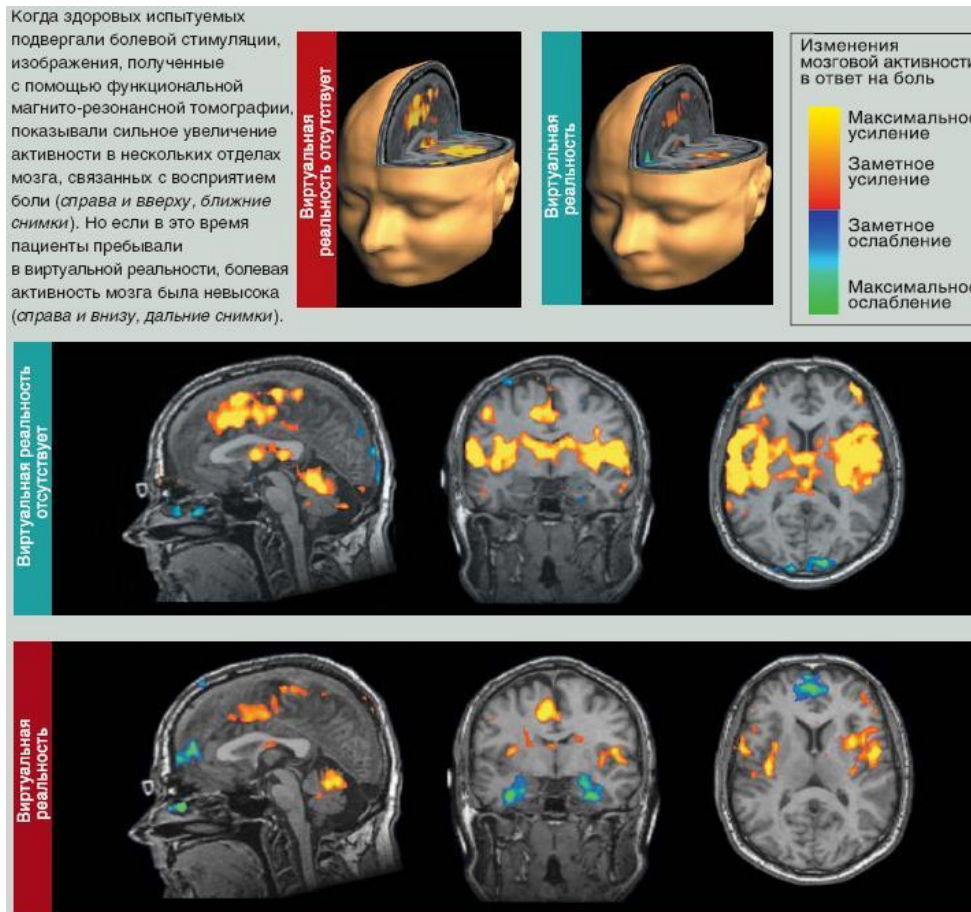 Когда здоровых испытуемых
подвергали болевой стимуляции,
изображения, полученные
с помощью функциональной
магнито-резонансной томографии,
показывали сильное увеличение
активности в нескольких отделах
мозга, связанных с восприятием
боли (справа и вверху, ближние
снимки). Но если в это время
пациенты пребывали
в виртуальной реальности, болевая
активность мозга была невысока
(справа и внизу, дальние снимки).
Виртуальная
реальность отсутствует
Виртуальная
реальность
Изменения
мозговой активности
в ответ на боль
Максимальное
усиление
Заметное
усиление
Заметное
ослабление
Максимальное
ослабление
Виртуальная реальность
отсутствует
Виртуальная
реальность